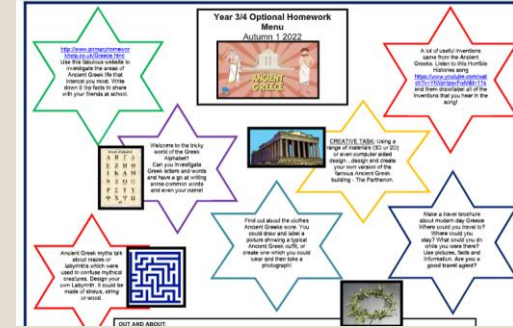 Year 3/4 Optional Homework
Menu
Autumn 1 2022
ANCIENT
GREECE
http://www.primaryhomewor
khelp.co.uk/Greece.html
Use this fabulous website to
investigate the areas of
Ancient Greek life that
interest you most. Write
down 5 top facts to share
with your friends at school.
A lot of useful inventions
came from the Ancient
Greeks. Listen to this Horrible
Histories song
and then draw/label all of the
inventions that you hear in the
song!
Welcome to the tricky
world of the Greek
Alphabet!
Can you investigate
Greek letters and words
and have a go at writing
some common words
and even your name!
CREATIVE TASK: Using a
range of materials (3D or 2D)
or even computer aided
design...design and create
your own version of the
famous Ancient Greek
building - The Parthenon.
Ancient Greek myths talk
about mazes or
labyrinths which were
used to confuse mythical
creatures. Design your
own Labyrinth. It could be
made of straws, string
or wood.
Find out about the clothes
Ancient Greeks wore. You
could draw and label a
picture showing a typical
Ancient Greek outfit, or
create one which you could
wear and then take a
photograph!
Make a travel brochure
about modern day Greece
Where could you travel to?
Where could you
stay? What could you do
while you were there?
Use pictures, facts and
information. Are you a
good travel agent?
OUT AND ABOUT